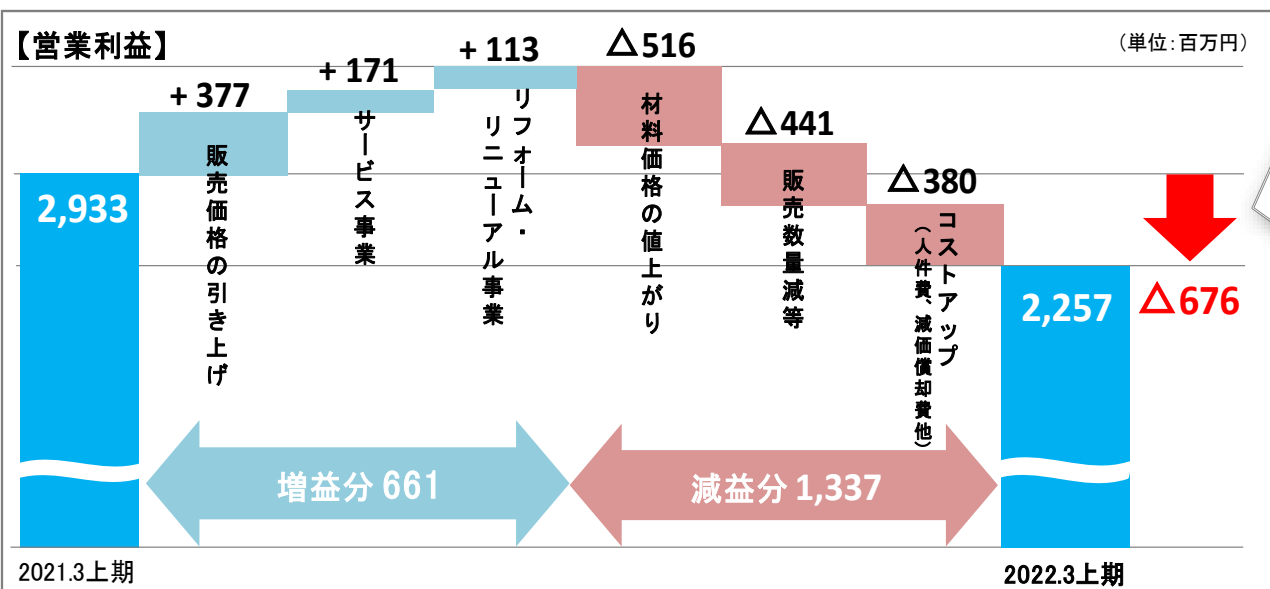 【営業利益】
（単位：百万円）
+ 377
+ 171
+ 113
△516
△441
△380
2,933
販売価格の引き上げ
サービス事業
リフォーム・
リニューアル事業
材料価格の値上がり
販売数量減等
コストアップ
（人件費、減価償却費他）
2,257
△676
増益分 661
減益分 1,337
2021.3上期
2022.3上期